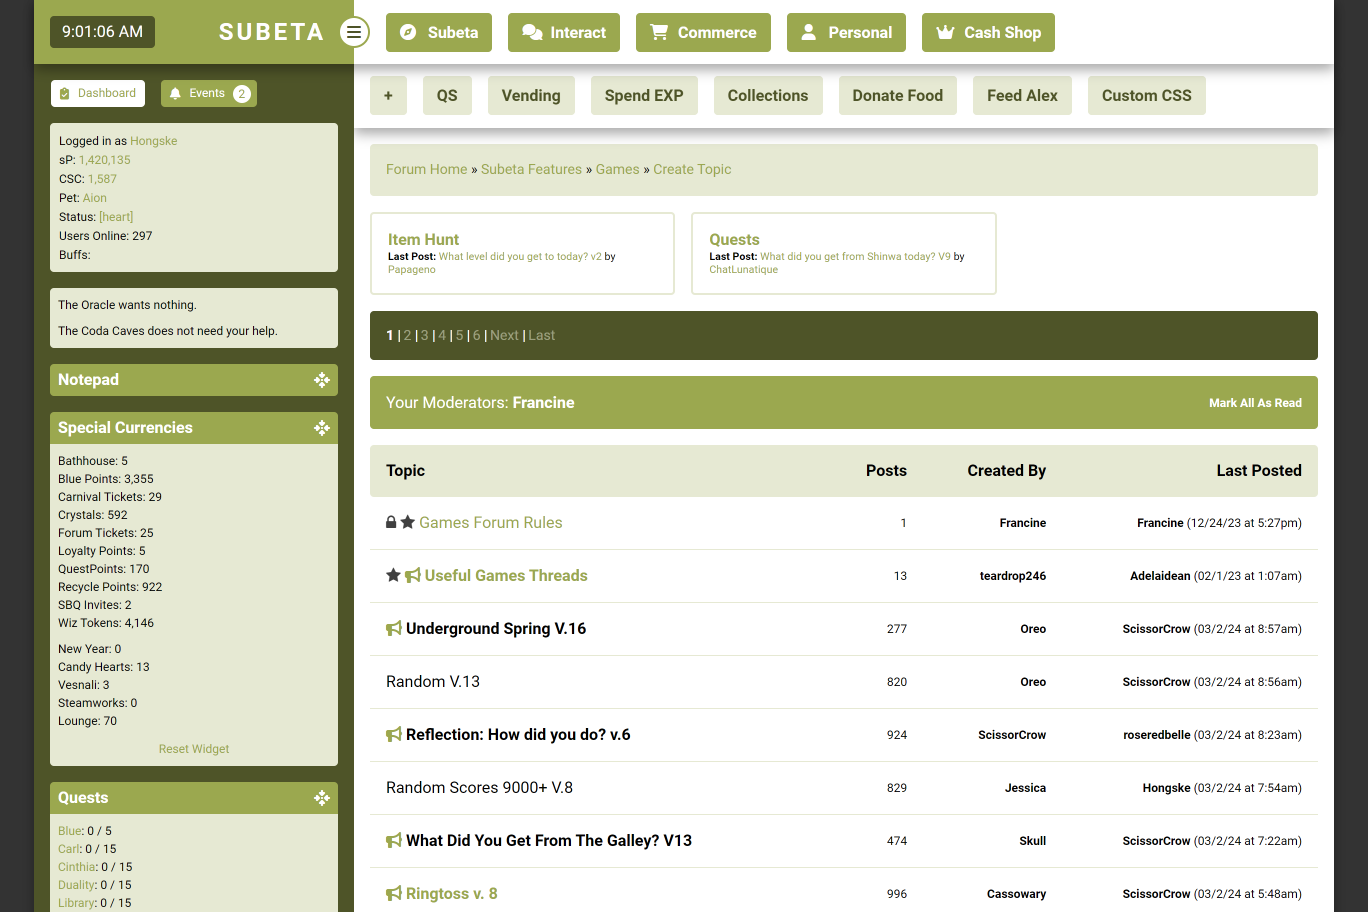 9:01:06 AM
SUBETA
Subeta
Interact
Commerce
Personal
Cash Shop
Dashboard
Events 2
+
QS
Vending
Spend EXP
Collections
Donate Food
Feed Alex
Custom CSS
Logged in as Hongske
sP: 1,420,135
CSC: 1,587
Pet: Aion
Status: [heart]
Users Online: 297
Buffs:
The Oracle wants nothing.
The Coda Caves does not need your help.
Notepad
Special Currencies
Bathhouse: 5
Blue Points: 3,355
Carnival Tickets: 29
Crystals: 592
Forum Tickets: 25
Loyalty Points: 5
QuestPoints: 170
Recycle Points: 922
SBQ Invites: 2
Wiz Tokens: 4,146
New Year: 0
Candy Hearts: 13
Vesnali: 3
Steamworks: 0
Lounge: 70
Reset Widget
Quests
Blue: 0 / 5
Carl: 0 / 15
Cinthia: 0 / 15
Duality: 0 / 15
Library: 0 / 15
Forum Home » Subeta Features » Games » Create Topic
Item Hunt
Last Post: What level did you get to today? v2 by
Papageno
Quests
Last Post: What did you get from Shinwa today? V9 by
ChatLunatique
1 | 2 | 3 | 4 | 5 | 6 | Next | Last
Your Moderators: Francine
Mark All As Read
Topic Posts Created By Last Posted
Games Forum Rules 1 Francine Francine (12/24/23 at 5:27pm)
Useful Games Threads 13 teardrop246 Adelaidean (02/1/23 at 1:07am)
Underground Spring V.16 277 Oreo ScissorCrow (03/2/24 at 8:57am)
Random V.13 820 Oreo ScissorCrow (03/2/24 at 8:56am)
Reflection: How did you do? v.6 924 ScissorCrow roseredbelle (03/2/24 at 8:23am)
Random Scores 9000+ V.8 829 Jessica Hongske (03/2/24 at 7:54am)
What Did You Get From The Galley? V13 474 Skull ScissorCrow (03/2/24 at 7:22am)
Ringtoss v. 8 996 Cassowary ScissorCrow (03/2/24 at 5:48am)